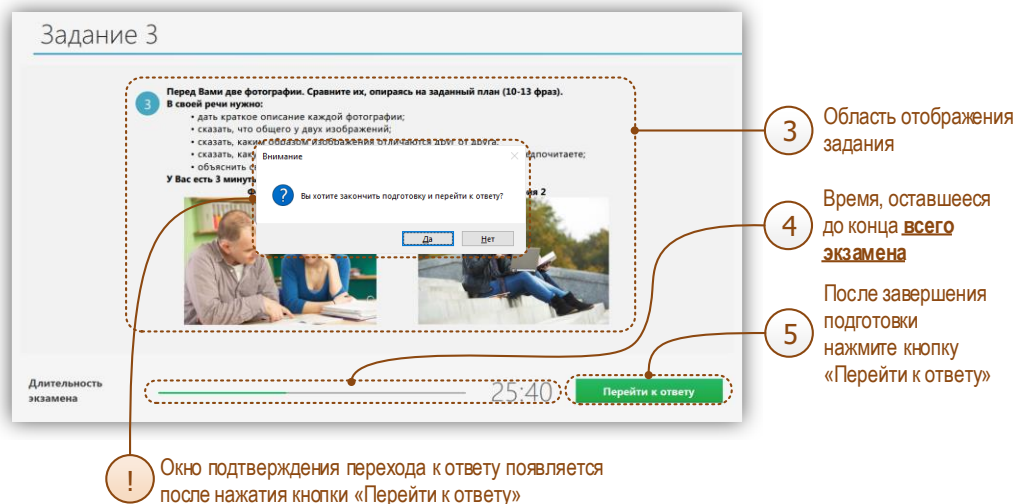 Задание 3
3
Перед Вами две фотографии. Сравните их, опираясь на заданный план (10-13 фраз).
В своей речи нужно:
• дать краткое описание каждой фотографии;
• сказать, что общего у двух изображений;
• сказать, каким образом изображения отличаются друг от друга;
• сказать,
• объяснить
У Вас есть 3
2
Внимание
Вы хотите закончить подготовку и перейти к ответу?
Да
Нет
Длительность
экзамена
25:40
Перейти к ответу
3
Область отображения
задания
4
Время, оставшееся
до конца всего
экзамена
5
После завершения
подготовки
нажмите кнопку
«Перейти к ответу»
!
Окно подтверждения перехода к ответу появляется
после нажатия кнопки «Перейти к ответу»